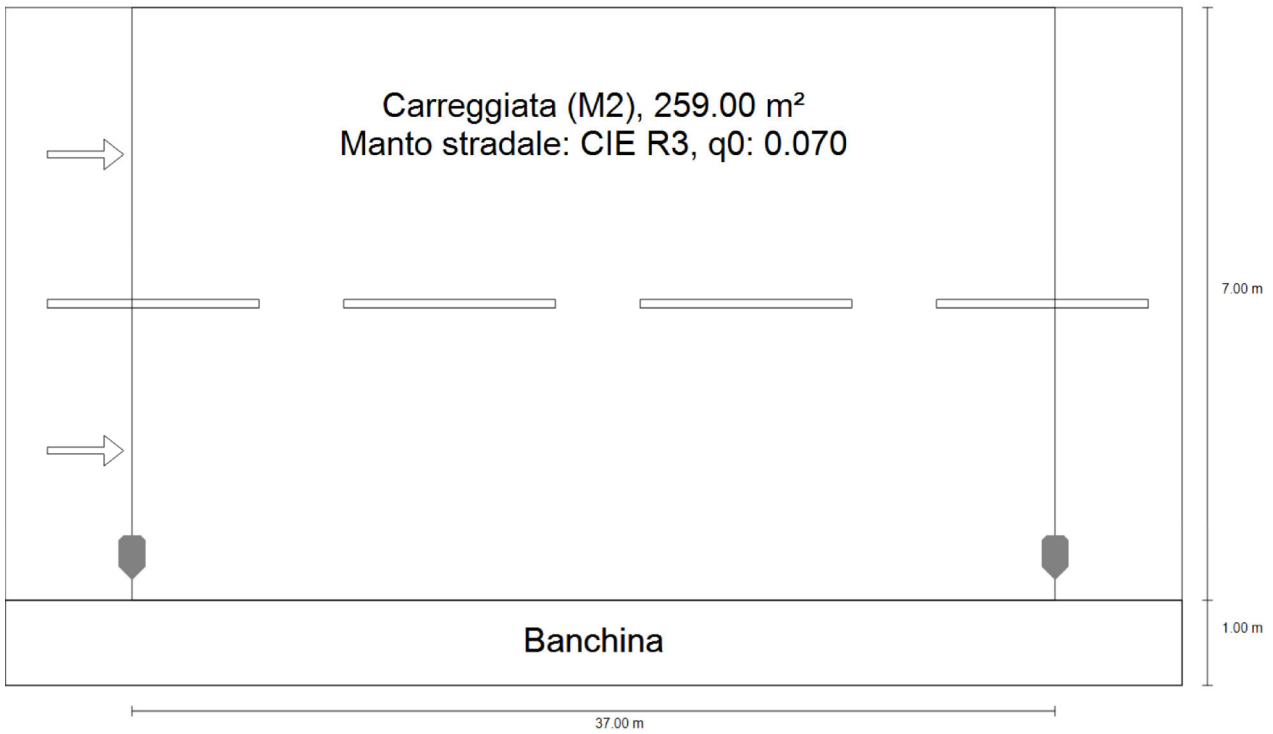 Carreggiata (M2), 259.00 m²
Manto stradale: CIE R3, q0: 0.070
7.00 m
Banchina
1.00 m
37.00 m